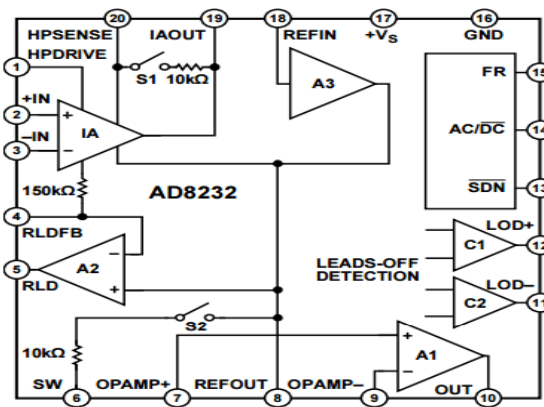 20 19 18 17 16
HPSENSE IAOUT REFIN +VS GND
HPDRIVE
1
S1 10kΩ
A3
FR 15
2 +IN
IA
+ −
3 −IN
AC/DC 14
150kΩ
AD8232
SDN 13
4
RLDFB
LOD+
C1 12
A2
− +
5
RLD
LEADS-OFF
DETECTION
LOD–
C2 11
S2
10kΩ
+ −
A1
SW OPAMP+ REFOUT OPAMP– OUT
6 7 8 9 10